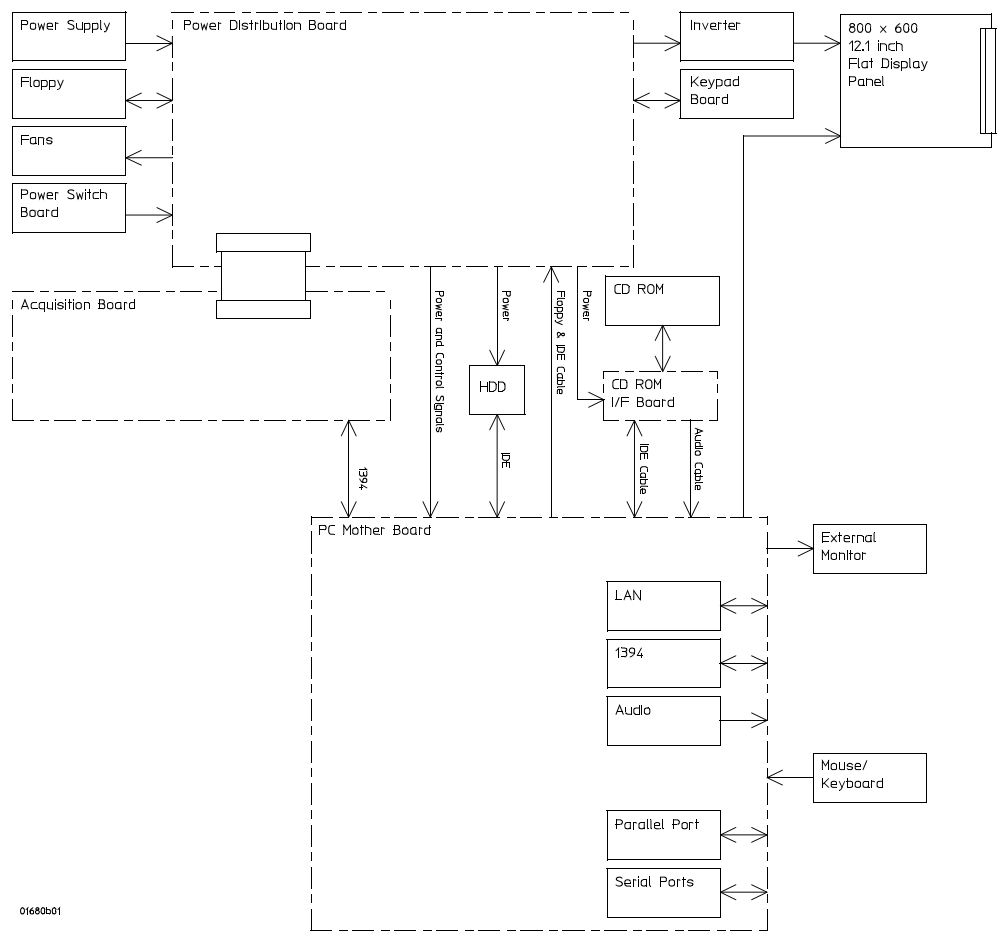 Power Supply
Power Distribution Board
Inverter
800 x 600
12.1 inch
Flat Display
Panel
Floppy
Keypad
Board
Fans
Power Switch
Board
Acquisition Board
Power and Control Signals
Power
Floppy & IDE Cable
Power
CD ROM
HDD
CD ROM
I/F Board
1394
IDE
IDE Cable
Audio Cable
PC Mother Board
External
Monitor
LAN
1394
Audio
Mouse/
Keyboard
Parallel Port
Serial Ports
01680b01